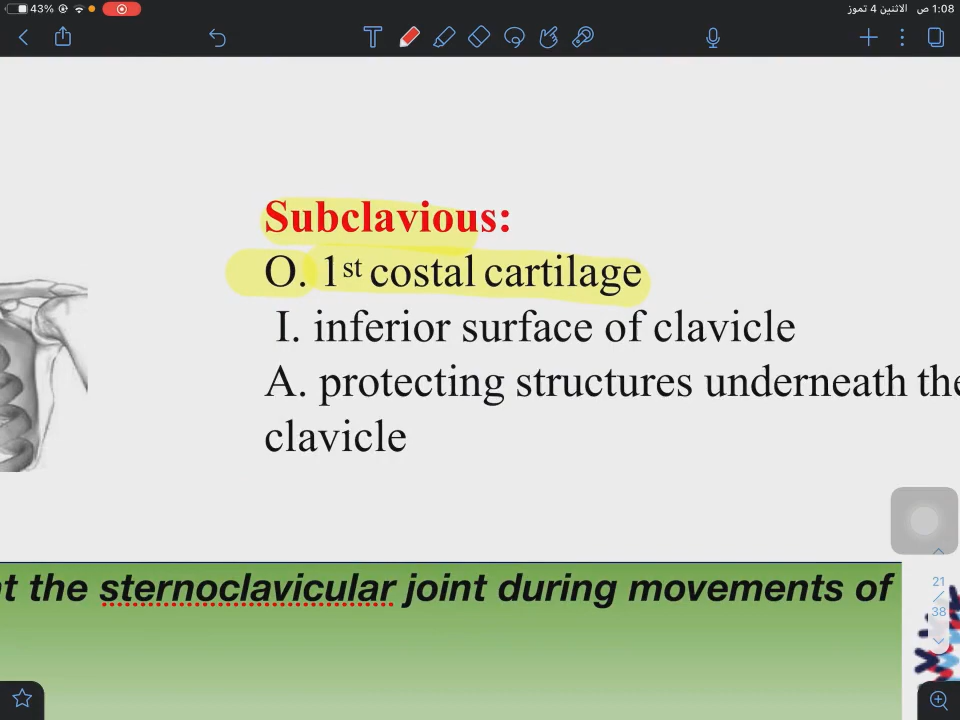 43%
1:08 ص الاثنين 4 تموز
Subclavious:
O. 1st costal cartilage
I. inferior surface of clavicle
A. protecting structures underneath the
clavicle
the sternoclavicular joint during movements of
21
/
38